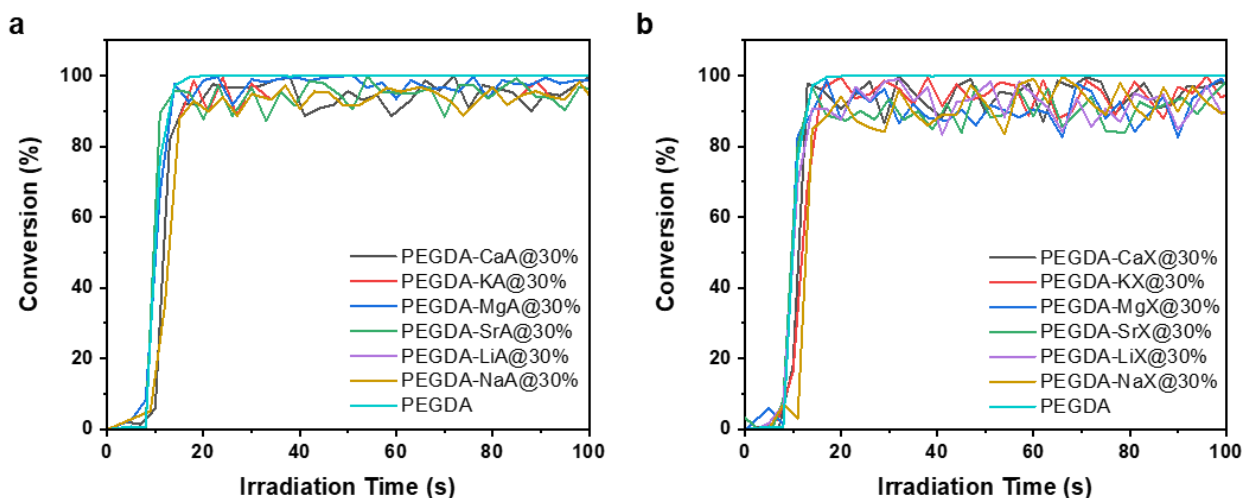 a
100
80
60
40
20
0
Conversion (%)
PEGDA-CaA@30%
PEGDA-KA@30%
PEGDA-MgA@30%
PEGDA-SrA@30%
PEGDA-LiA@30%
PEGDA-NaA@30%
PEGDA
0 20 40 60 80 100
Irradiation Time (s)
b
100
80
60
40
20
0
Conversion (%)
PEGDA-CaX@30%
PEGDA-KX@30%
PEGDA-MgX@30%
PEGDA-SrX@30%
PEGDA-LiX@30%
PEGDA-NaX@30%
PEGDA
0 20 40 60 80 100
Irradiation Time (s)